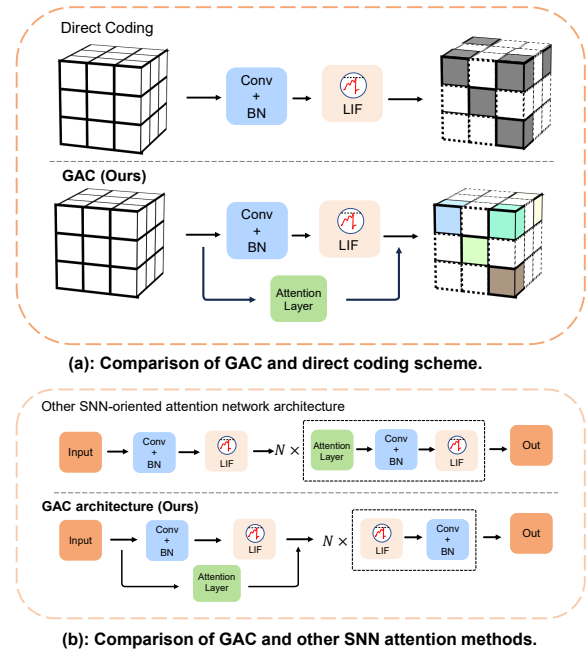 Direct Coding
Conv
+
BN
LIF
GAC (Ours)
Conv
+
BN
LIF
Attention
Layer
(a): Comparison of GAC and direct coding scheme.
Other SNN-oriented attention network architecture
Input
Conv
+
BN
LIF
N ×
Attention
Layer
Conv
+
BN
LIF
Out
GAC architecture (Ours)
Input
Conv
+
BN
LIF
Attention
Layer
N ×
LIF
Conv
+
BN
Out
(b): Comparison of GAC and other SNN attention methods.